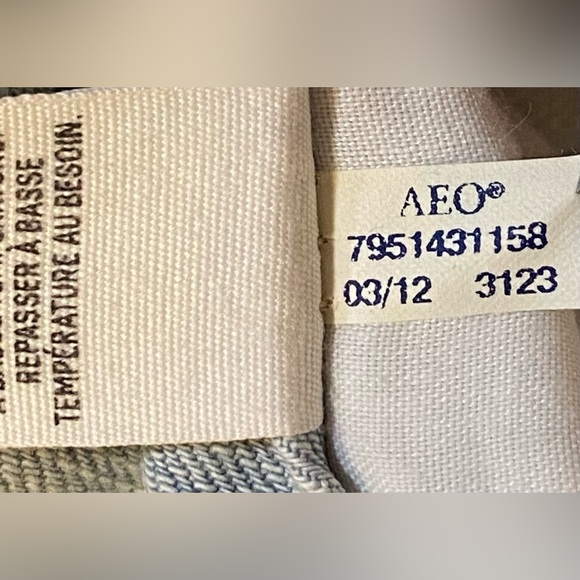 REPASSER À BASSE
TEMPÉRATURE AU BESOIN.
AEO®
7951431158
03/12 3123